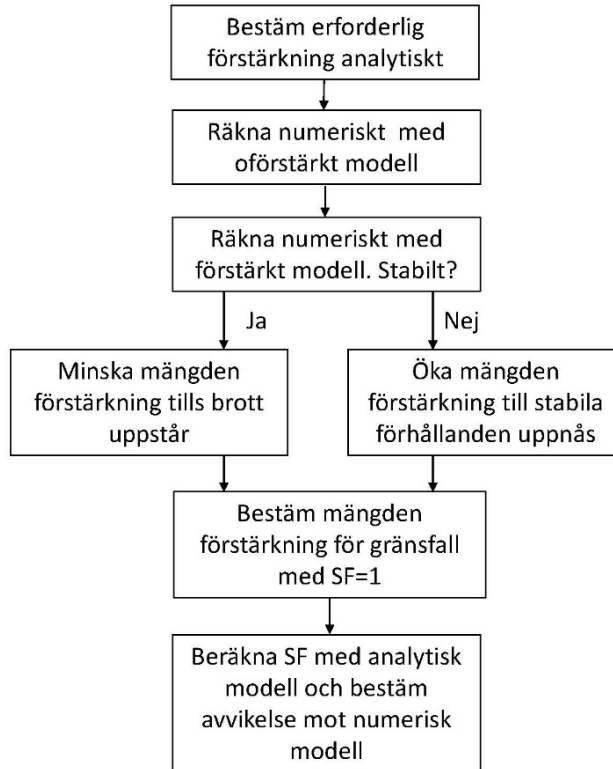 Bestäm erforderlig
förstärkning analytiskt
Räkna numeriskt med
oförstärkt modell
Räkna numeriskt med
förstärkt modell. Stabilt?
Ja
Nej
Minska mängden
förstärkning tills brott
uppstår
Öka mängden
förstärkning till stabila
förhållanden uppnås
Bestäm mängden
förstärkning för gränsfall
med SF=1
Beräkna SF med analytisk
modell och bestäm
avvikelse mot numerisk
modell